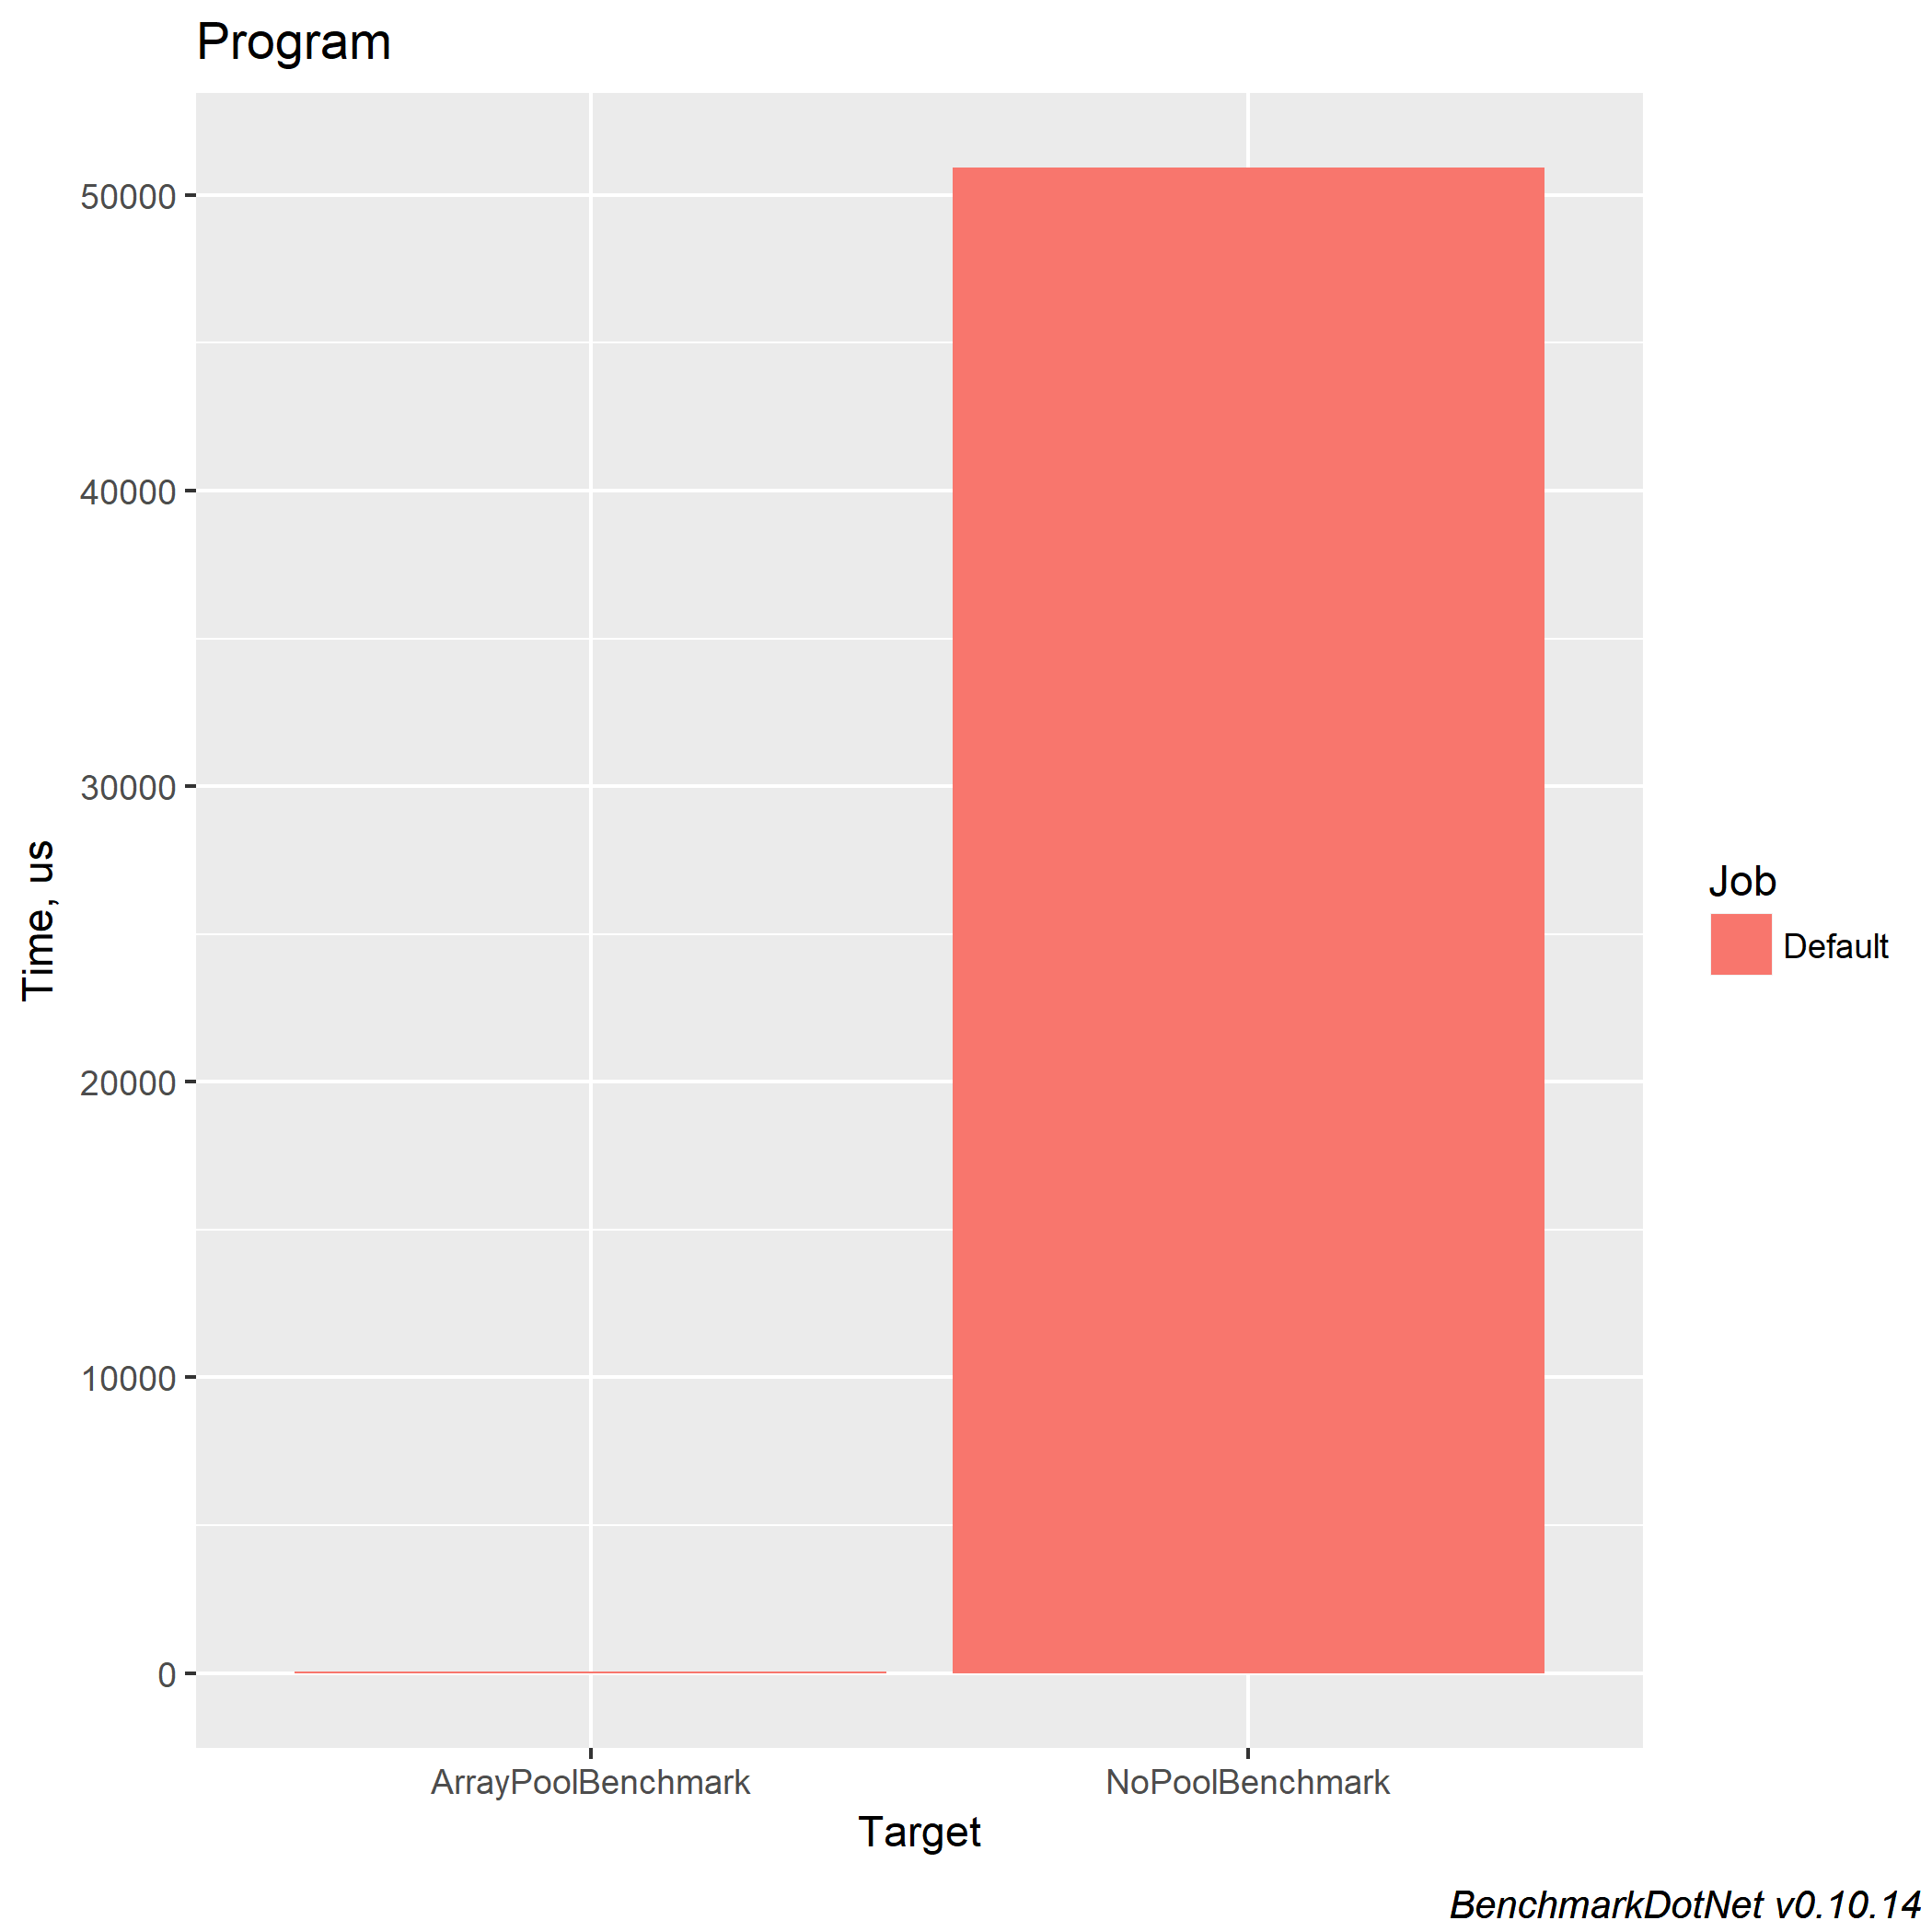 Program
Time, us
50000
40000
30000
20000
10000
0
ArrayPoolBenchmark
NoPoolBenchmark
Target
Job
Default
BenchmarkDotNet v0.10.14